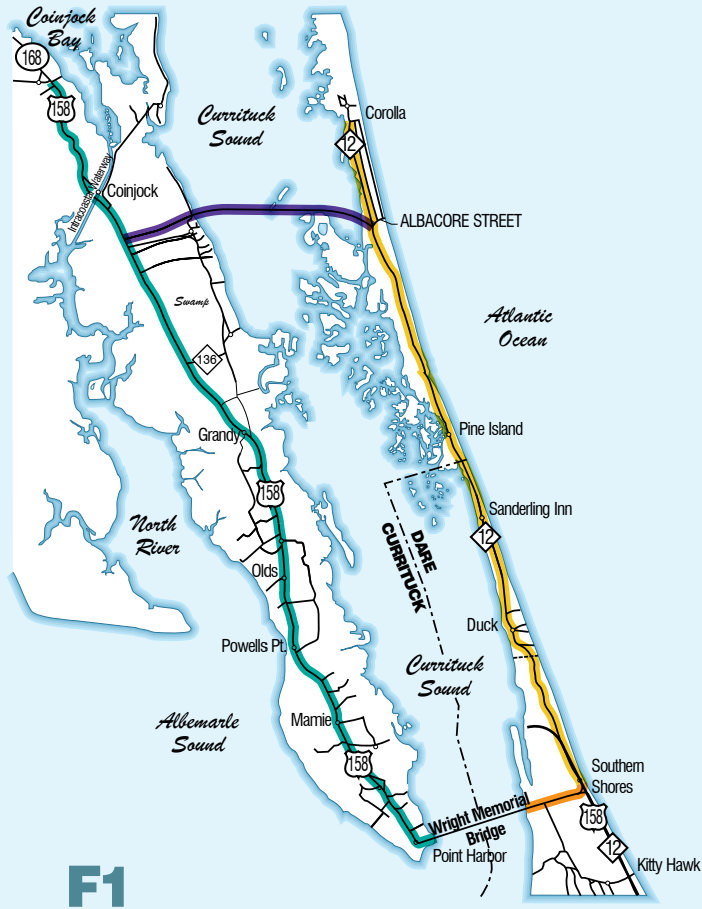 Coinjock
Bay
168
158
Currituck
Sound
Corolla
12
Intracoastal Waterway
Coinjock
ALBACORE STREET
Swamp
Atlantic
Ocean
136
Grandy
Pine Island
158
Sanderling Inn
North
River
12
DARE
CURRITUCK
Olds
Duck
Powells Pt.
Currituck
Sound
Albemarle
Sound
Mamie
158
Southern
Shores
Wright Memorial
Bridge
158
Point Harbor
12
Kitty Hawk
F1